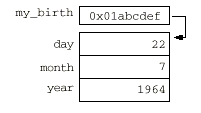 my_birth 0x01abcdef
day 22
month 7
year 1964